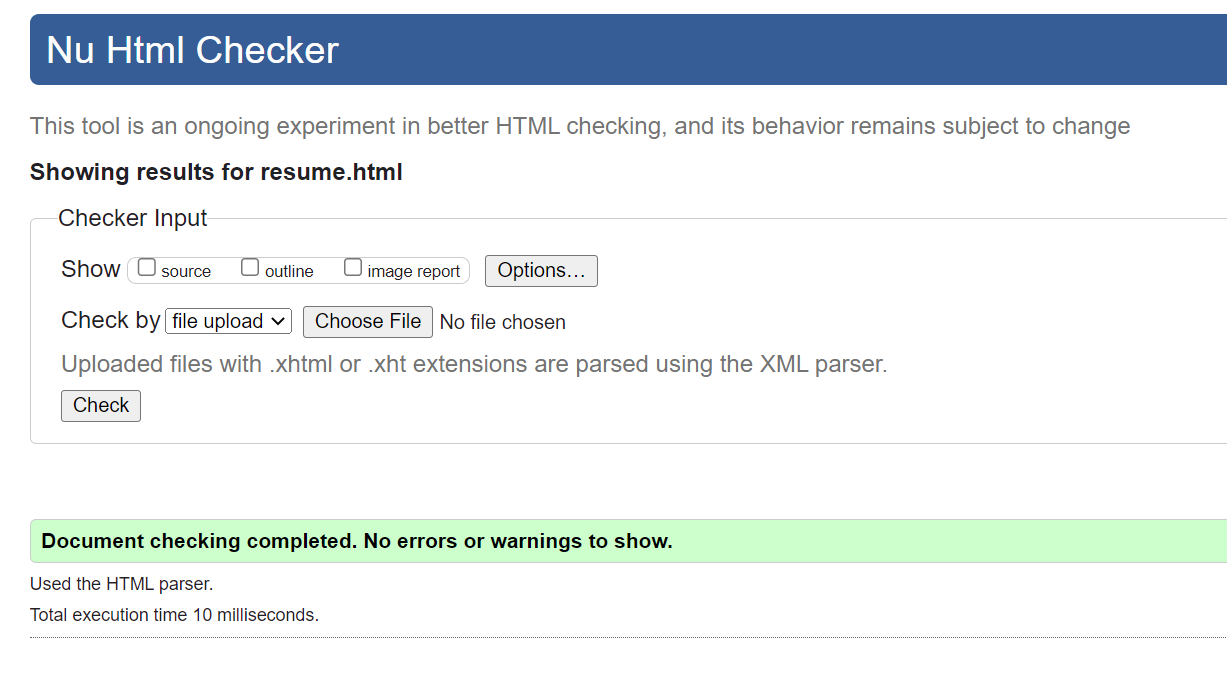 Nu Html Checker
This tool is an ongoing experiment in better HTML checking, and its behavior remains subject to change
Showing results for resume.html
Checker Input
Show source outline image report Options...
Check by file upload Choose File No file chosen
Uploaded files with .xhtml or .xht extensions are parsed using the XML parser.
Check
Document checking completed. No errors or warnings to show.
Used the HTML parser.
Total execution time 10 milliseconds.